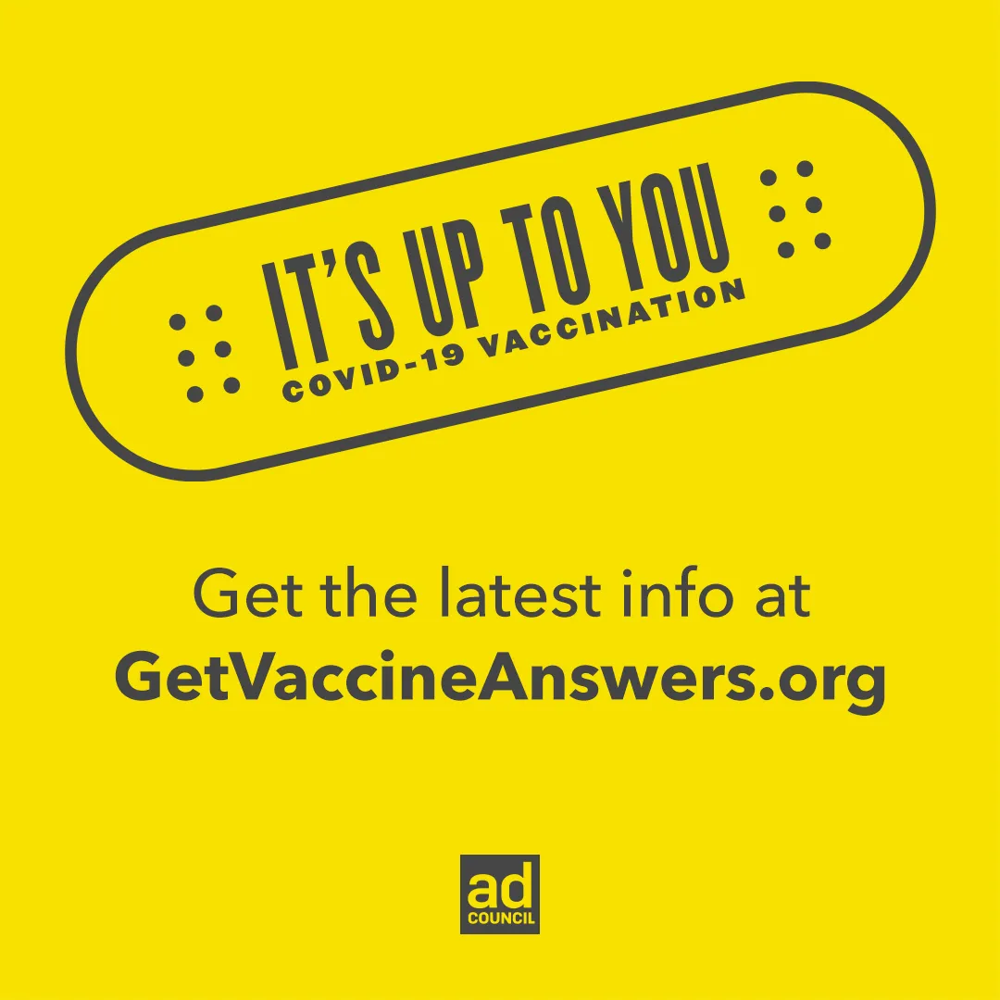 IT'S UP TO YOU
COVID-19 VACCINATION
Get the latest info at
GetVaccineAnswers.org
ad
COUNCIL